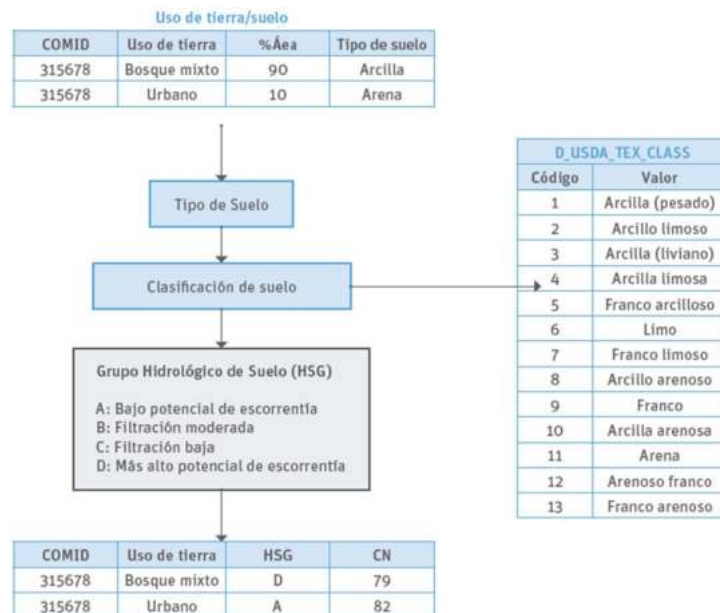 Uso de tierra/suelo
COMID Uso de tierra %Áea Tipo de suelo
315678 Bosque mixto 90 Arcilla
315678 Urbano 10 Arena
Tipo de Suelo
Clasificación de suelo
Grupo Hidrológico de Suelo (HSG)
A: Bajo potencial de escorrentía
B: Filtración moderada
C: Filtración baja
D: Más alto potencial de escorrentía
COMID Uso de tierra HSG CN
315678 Bosque mixto D 79
315678 Urbano A 82
D_USDA_TEX_CLASS
Código Valor
1 Arcilla (pesado)
2 Arcillo limoso
3 Arcilla (liviano)
4 Arcilla limosa
5 Franco arcilloso
6 Limo
7 Franco limoso
8 Arcillo arenoso
9 Franco
10 Arcilla arenosa
11 Arena
12 Arenoso franco
13 Franco arenoso